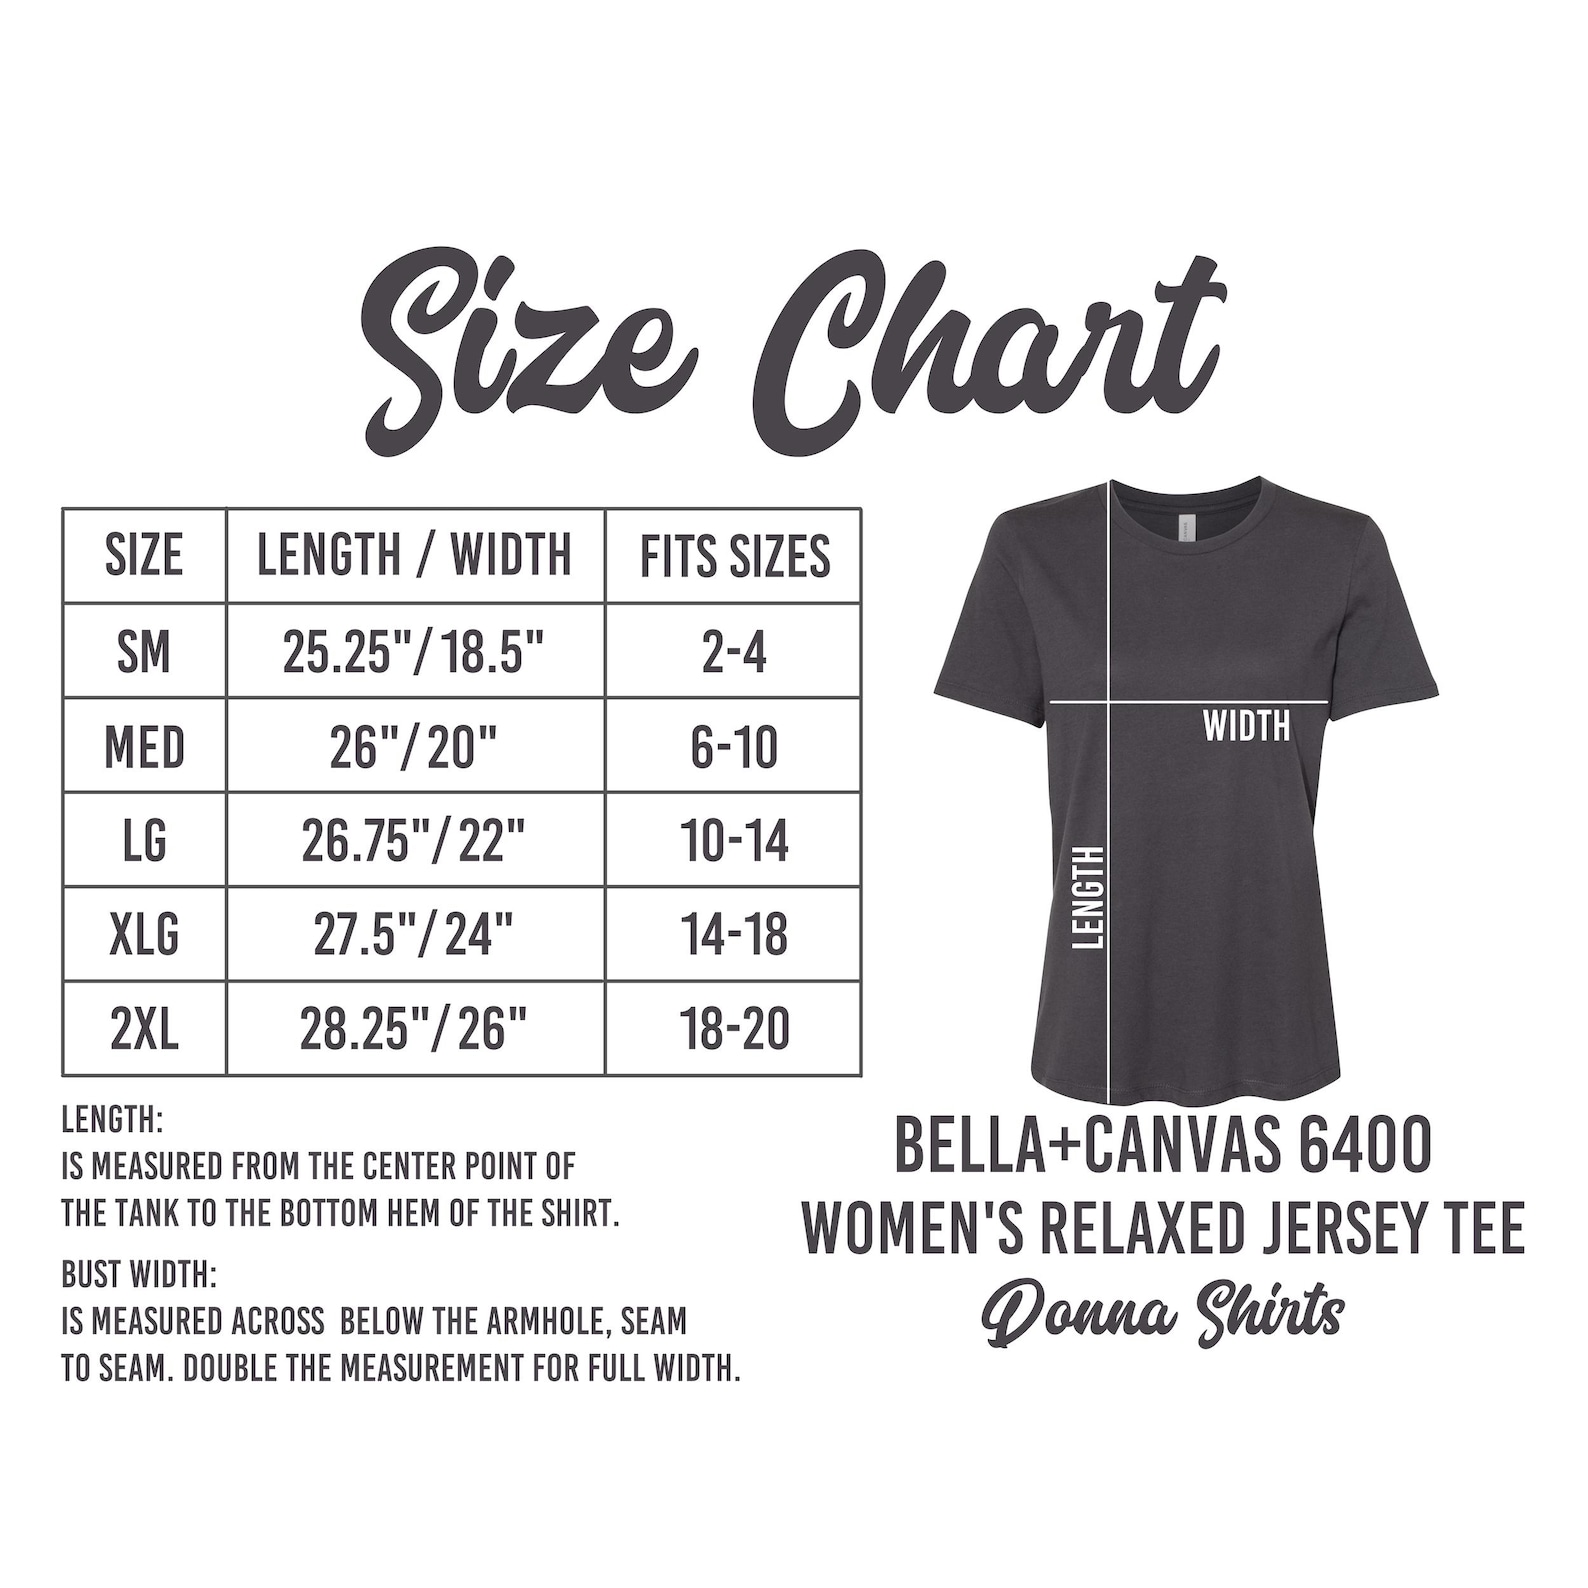 Size Chart
SIZE LENGTH / WIDTH FITS SIZES
SM 25.25"/18.5" 2-4
MED 26"/20" 6-10
LG 26.75"/22" 10-14
XLG 27.5"/24" 14-18
2XL 28.25"/26" 18-20
LENGTH:
IS MEASURED FROM THE CENTER POINT OF
THE TANK TO THE BOTTOM HEM OF THE SHIRT.
BUST WIDTH:
IS MEASURED ACROSS BELOW THE ARMHOLE, SEAM
TO SEAM. DOUBLE THE MEASUREMENT FOR FULL WIDTH.
WIDTH
LENGTH
BELLA+CANVAS 6400
WOMEN'S RELAXED JERSEY TEE
Donna Shirts